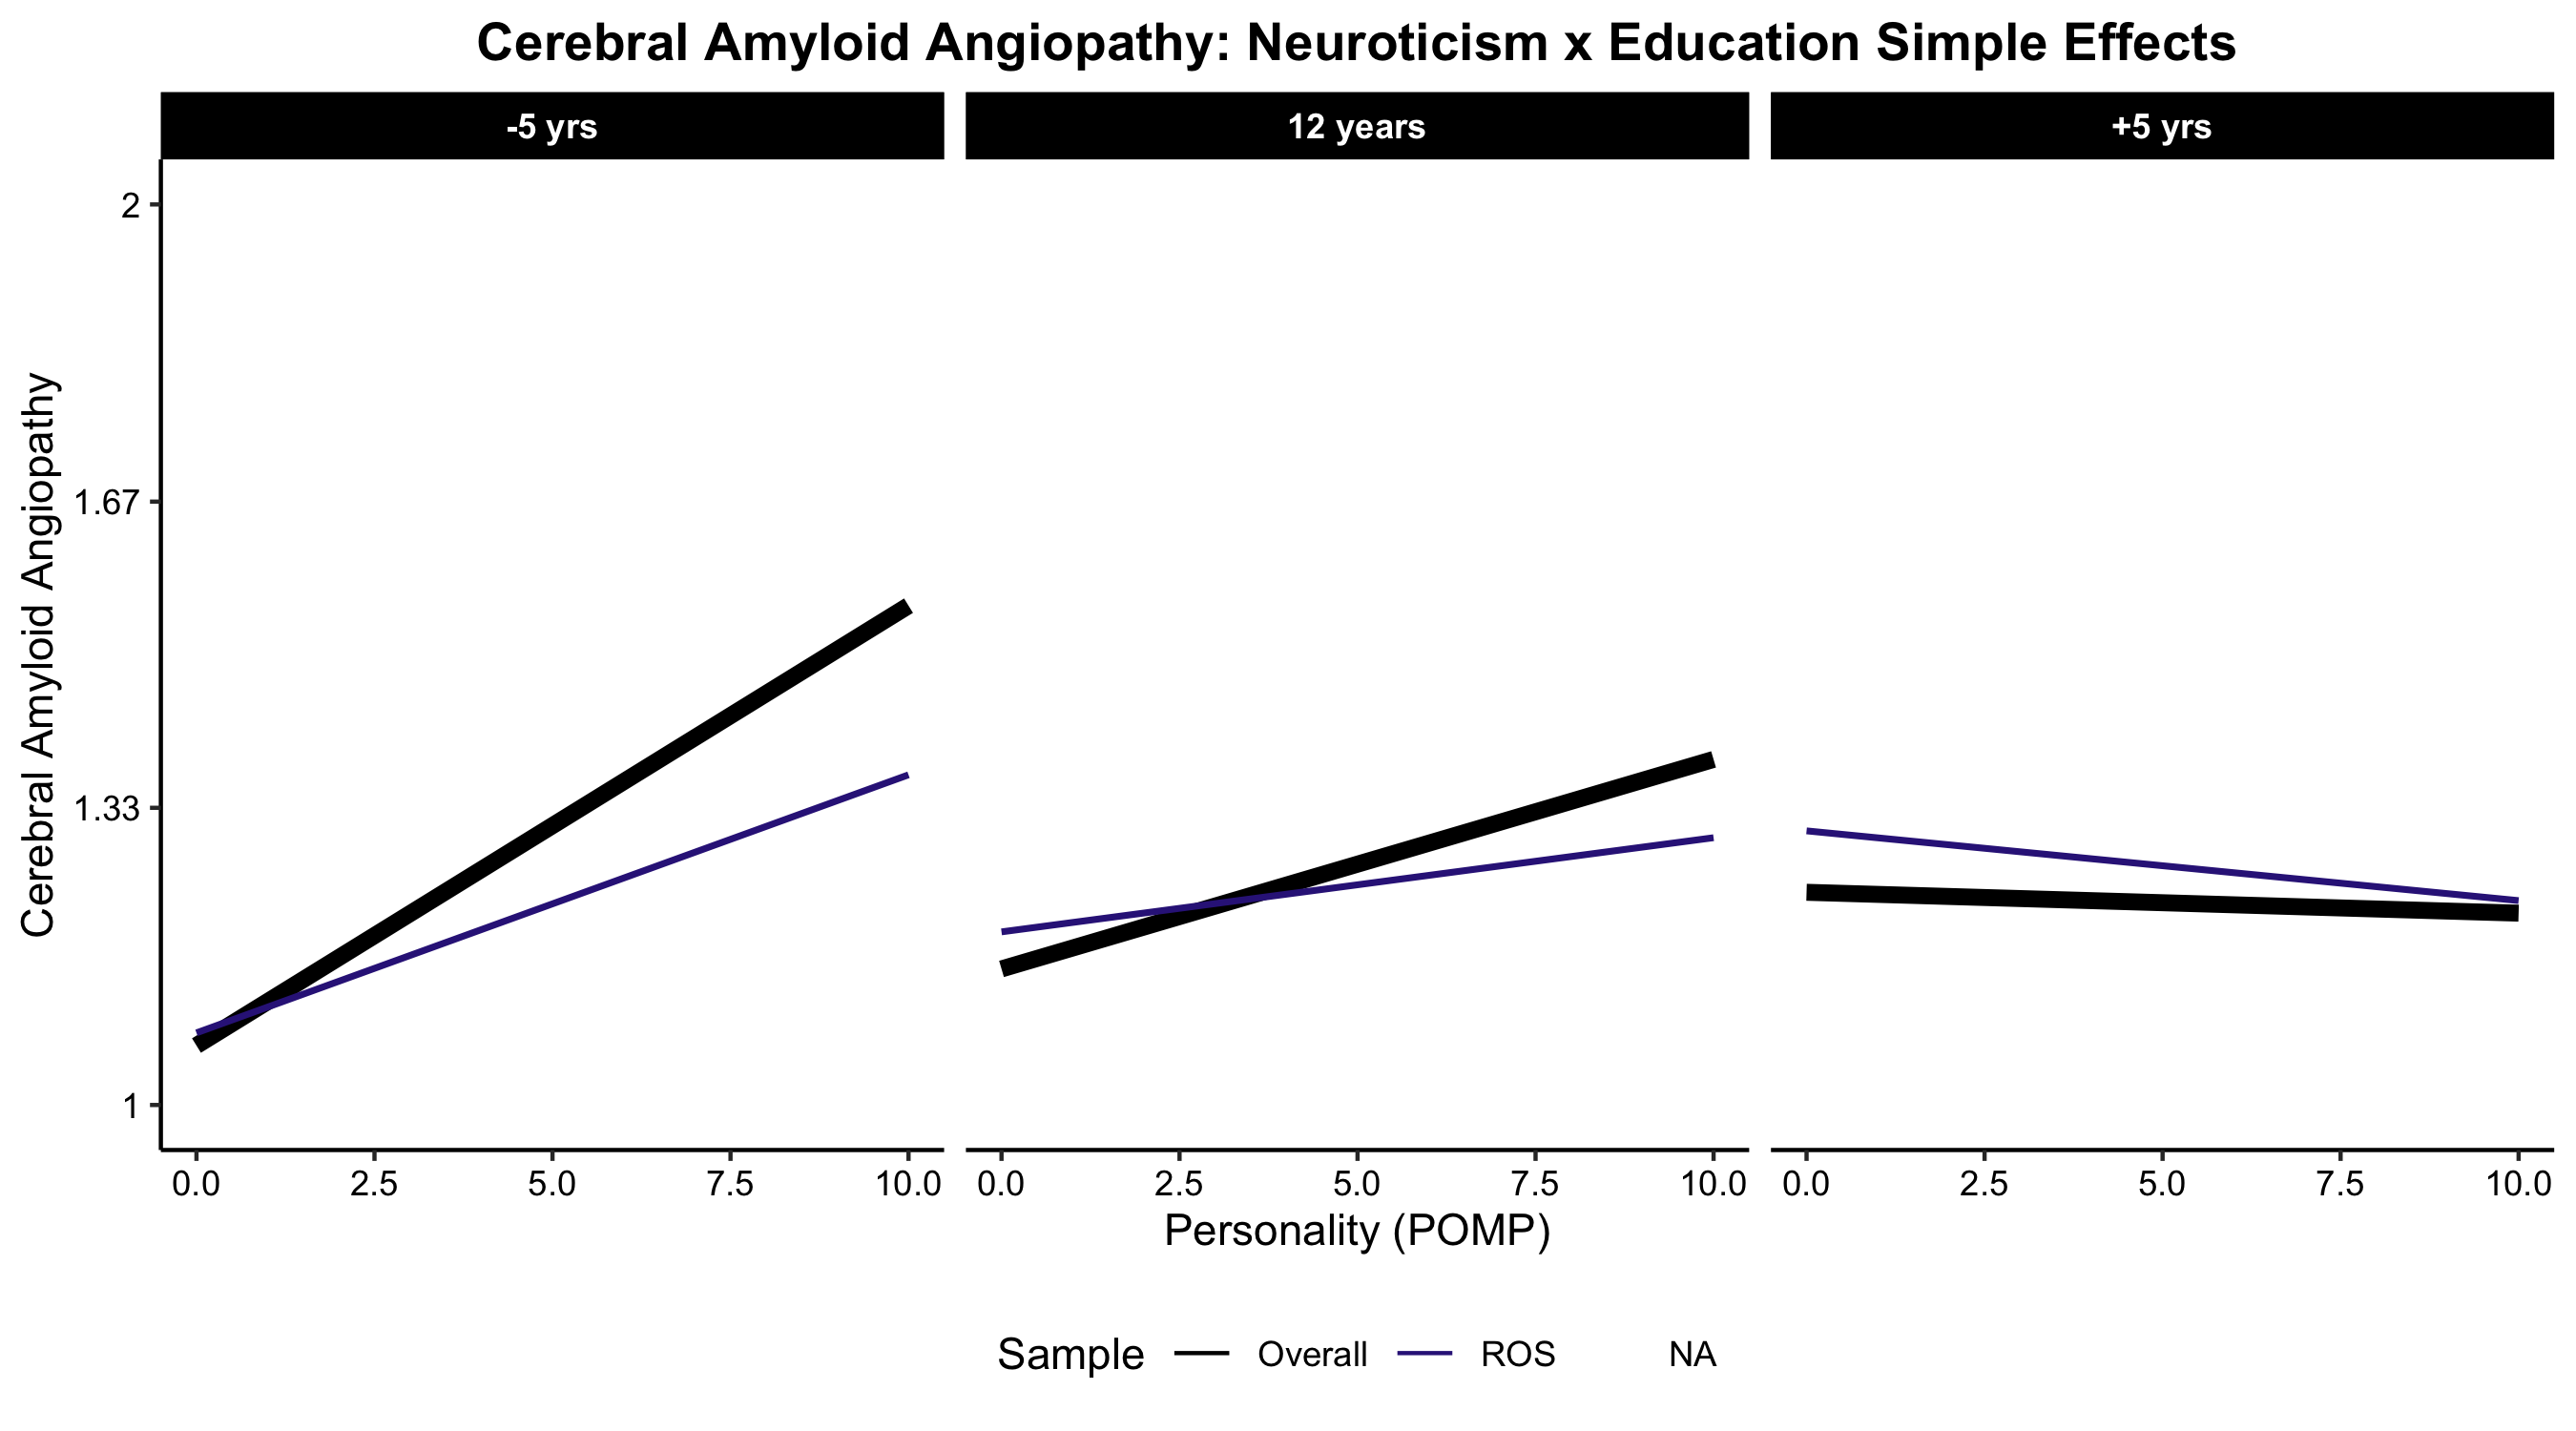 Cerebral Amyloid Angiopathy: Neuroticism x Education Simple Effects
-5 yrs
12 years
+5 yrs
Cerebral Amyloid Angiopathy
2
1.67
1.33
1
0.0 2.5 5.0 7.5 10.0
0.0 2.5 5.0 7.5 10.0
0.0 2.5 5.0 7.5 10.0
Personality (POMP)
Sample Overall ROS NA